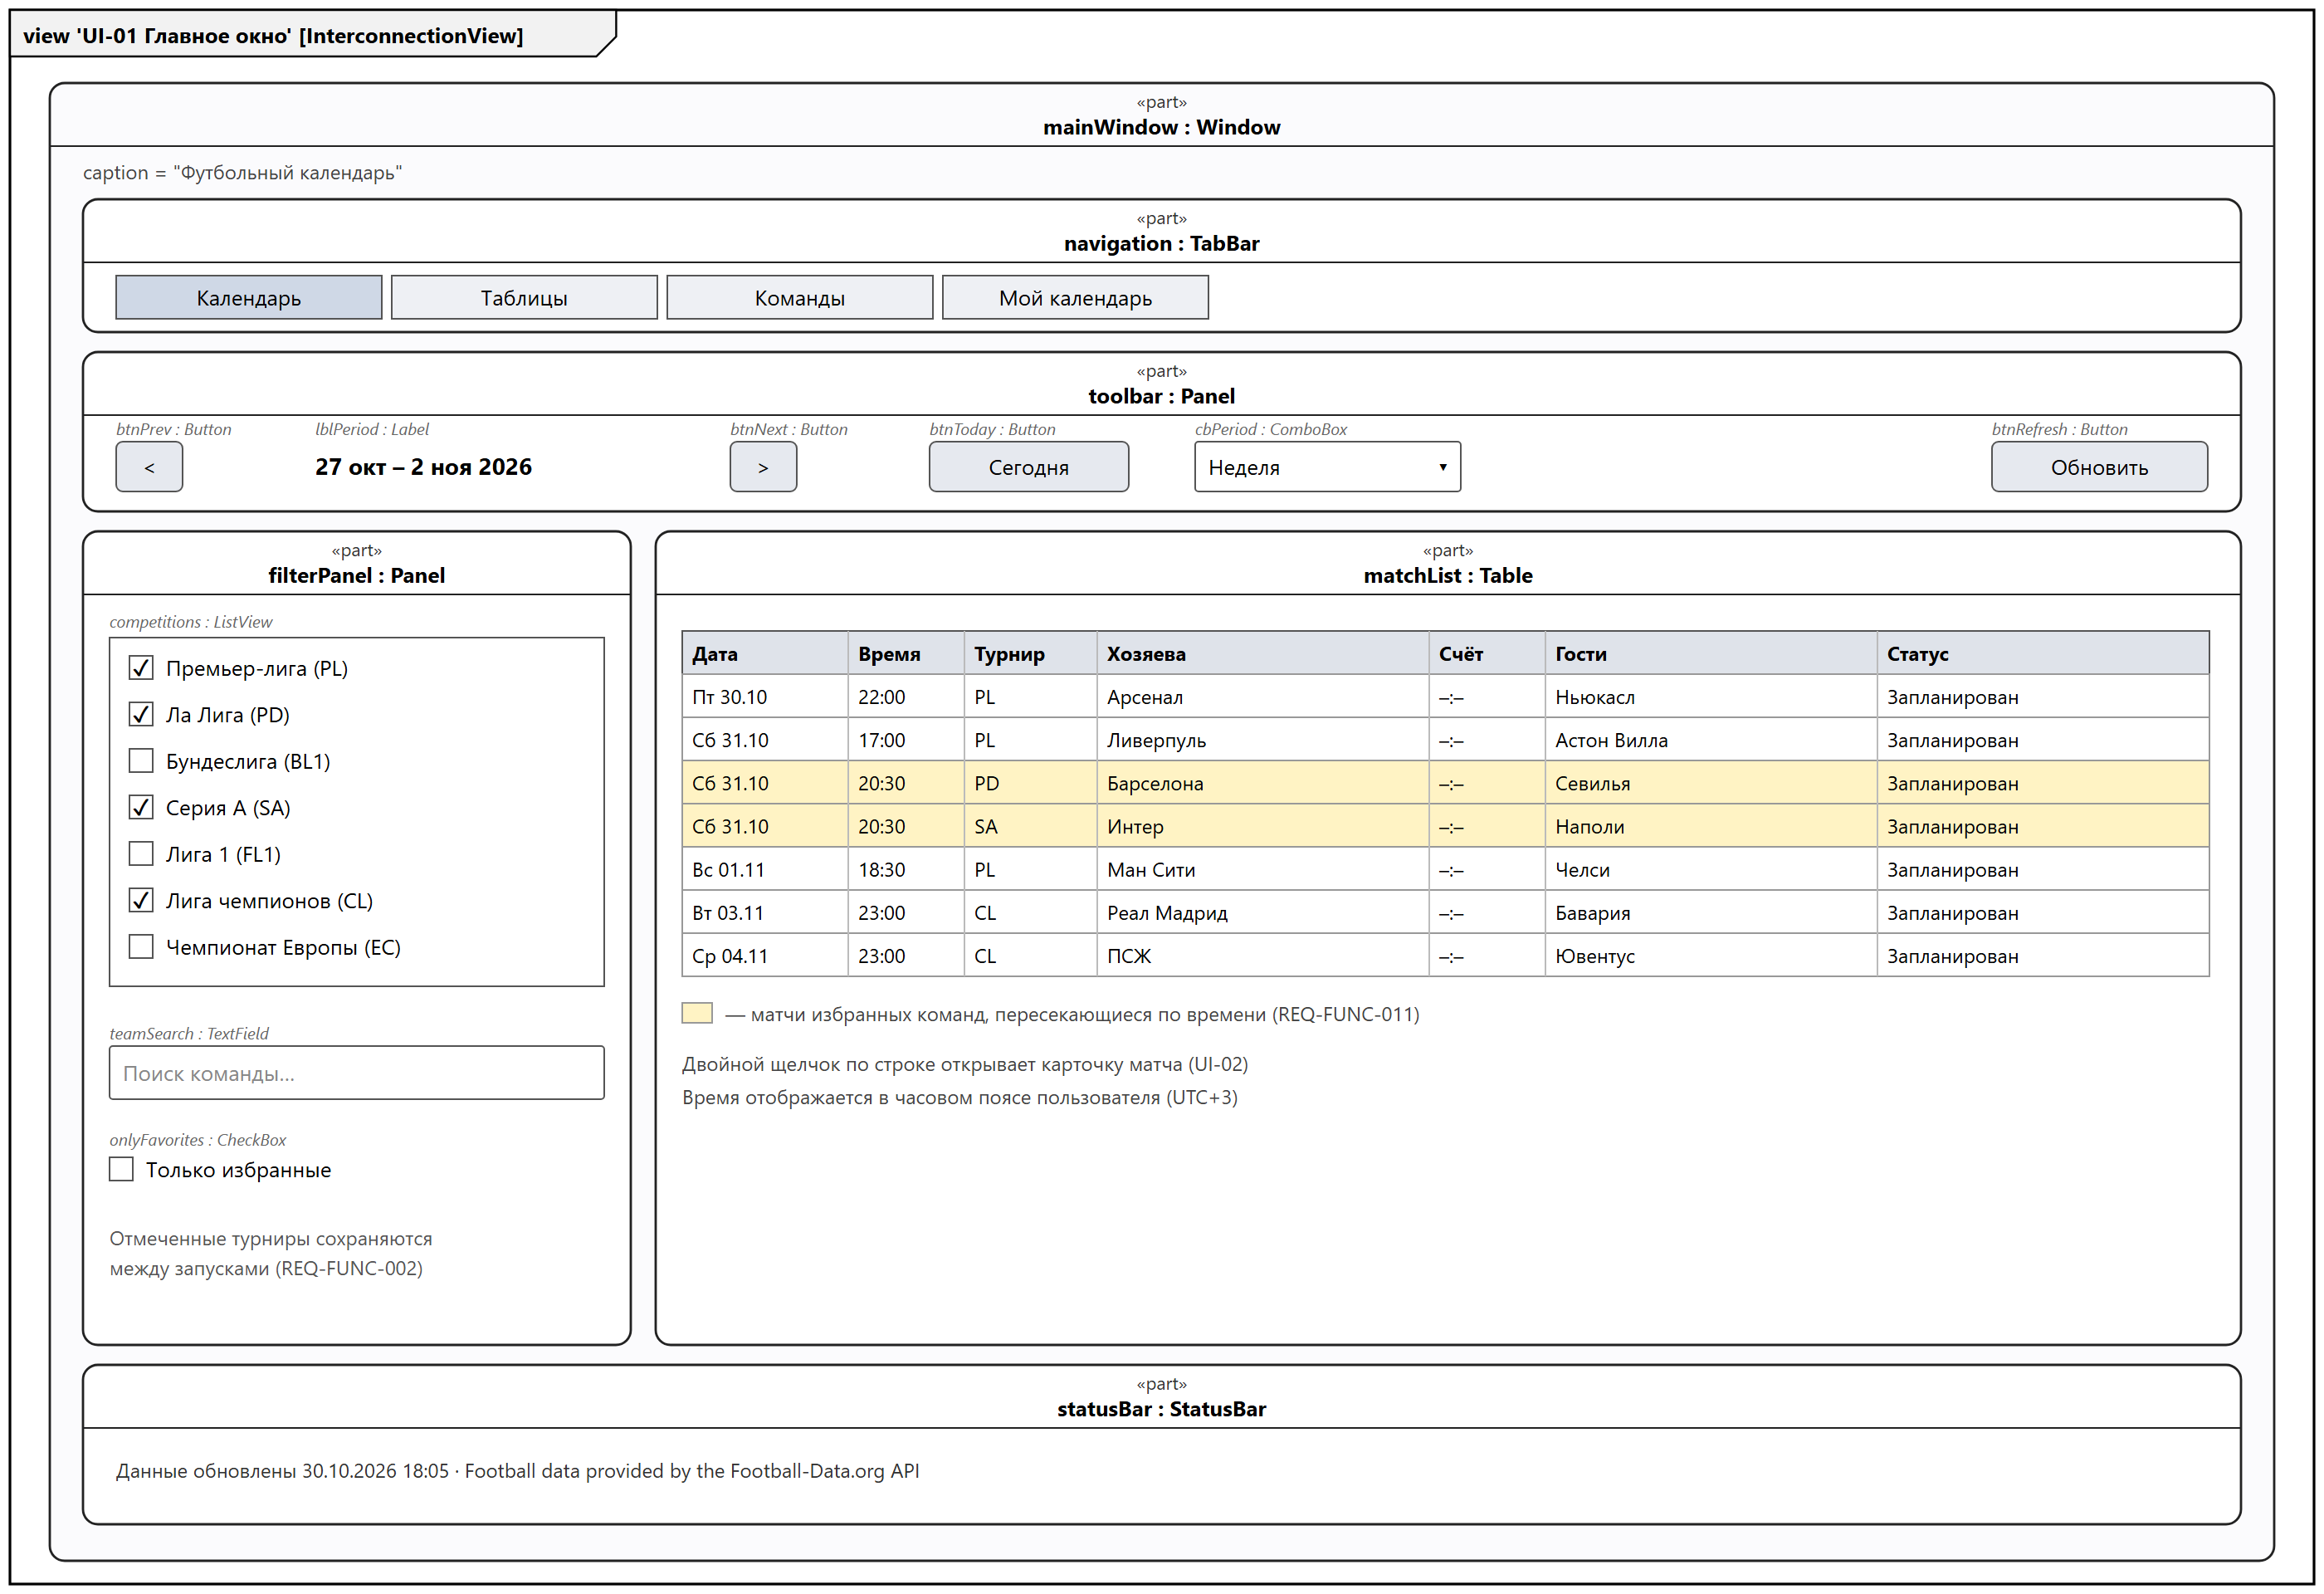 view 'UI-01 Главное окно' [InterconnectionView]
«part»
mainWindow : Window
caption = "Футбольный календарь"
«part»
navigation : TabBar
Календарь Таблицы Команды Мой календарь
«part»
toolbar : Panel
btnPrev : Button lblPeriod : Label btnNext : Button btnToday : Button cbPeriod : ComboBox btnRefresh : Button
< 27 окт – 2 ноя 2026 > Сегодня Неделя ▼ Обновить
«part»
filterPanel : Panel
competitions : ListView
Премьер-лига (PL)
Ла Лига (PD)
Бундеслига (BL1)
Серия А (SA)
Лига 1 (FL1)
Лига чемпионов (CL)
Чемпионат Европы (EC)
teamSearch : TextField
Поиск команды...
onlyFavorites : CheckBox
Только избранные
Отмеченные турниры сохраняются
между запусками (REQ-FUNC-002)
«part»
matchList : Table
Дата Время Турнир Хозяева Счёт Гости Статус
Пт 30.10 22:00 PL Арсенал –:– Ньюкасл Запланирован
Сб 31.10 17:00 PL Ливерпуль –:– Астон Вилла Запланирован
Сб 31.10 20:30 PD Барселона –:– Севилья Запланирован
Сб 31.10 20:30 SA Интер –:– Наполи Запланирован
Вс 01.11 18:30 PL Ман Сити –:– Челси Запланирован
Вт 03.11 23:00 CL Реал Мадрид –:– Бавария Запланирован
Ср 04.11 23:00 CL ПСЖ –:– Ювентус Запланирован
— матчи избранных команд, пересекающиеся по времени (REQ-FUNC-011)
Двойной щелчок по строке открывает карточку матча (UI-02)
Время отображается в часовом поясе пользователя (UTC+3)
«part»
statusBar : StatusBar
Данные обновлены 30.10.2026 18:05 · Football data provided by the Football-Data.org API